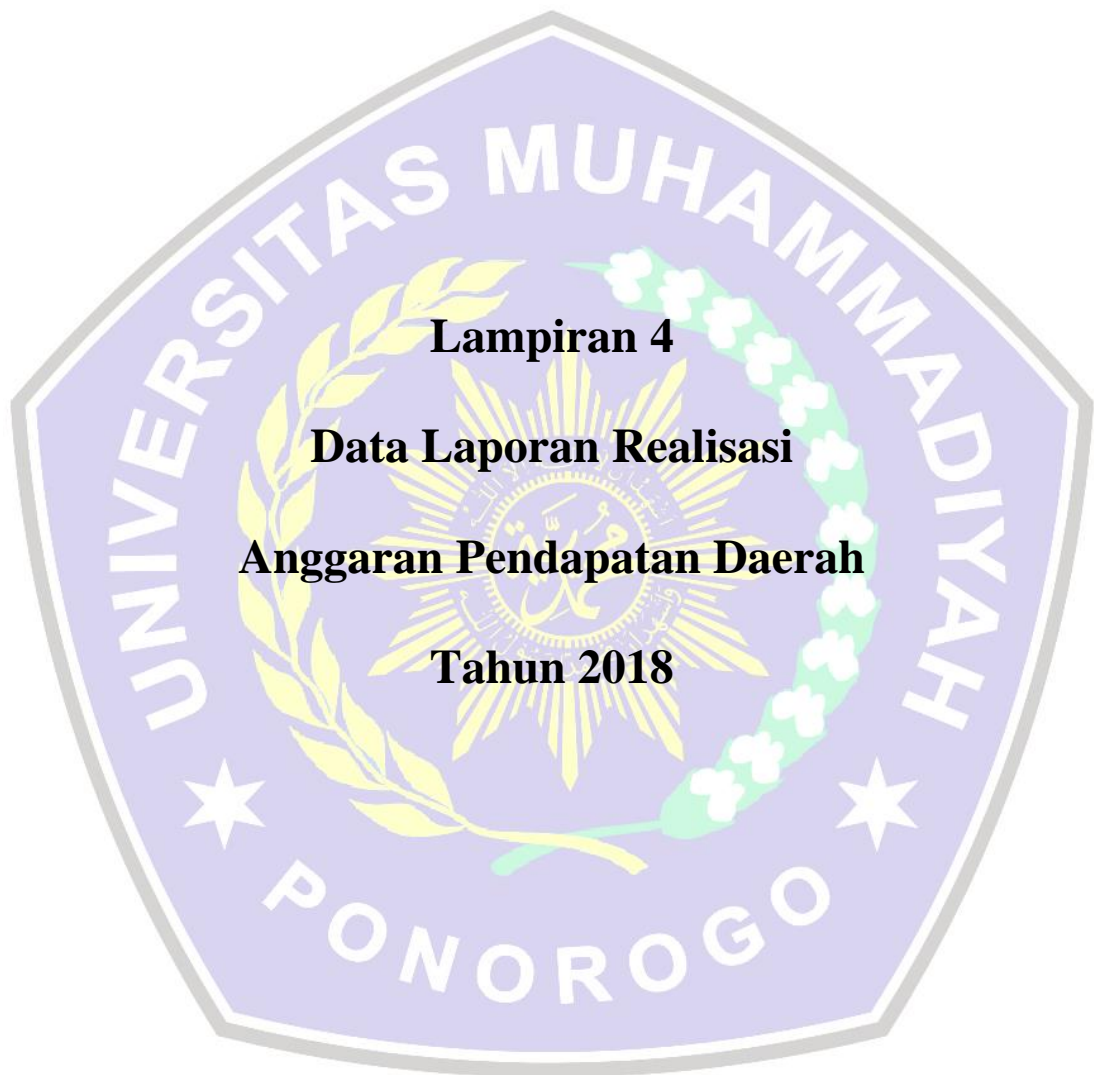 UNIVERSITAS MUHAMMADIYAH
Lampiran 4
Data Laporan Realisasi
Anggaran Pendapatan Daerah
Tahun 2018
PONOROGO